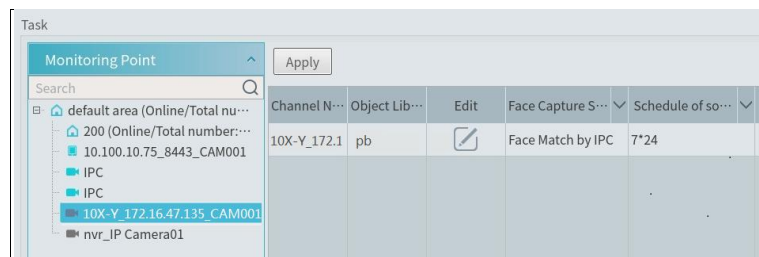 Task
Monitoring Point
Apply
Search
default area (Online/Total nu···
200 (Online/Total number:···
10.100.10.75_8443_CAM001
IPC
IPC
10X-Y_172.16.47.135_CAM001
nvr_IP Camera01
Channel N··· Object Lib··· Edit Face Capture S··· Schedule of so···
10X-Y_172.1 pb Face Match by IPC 7*24